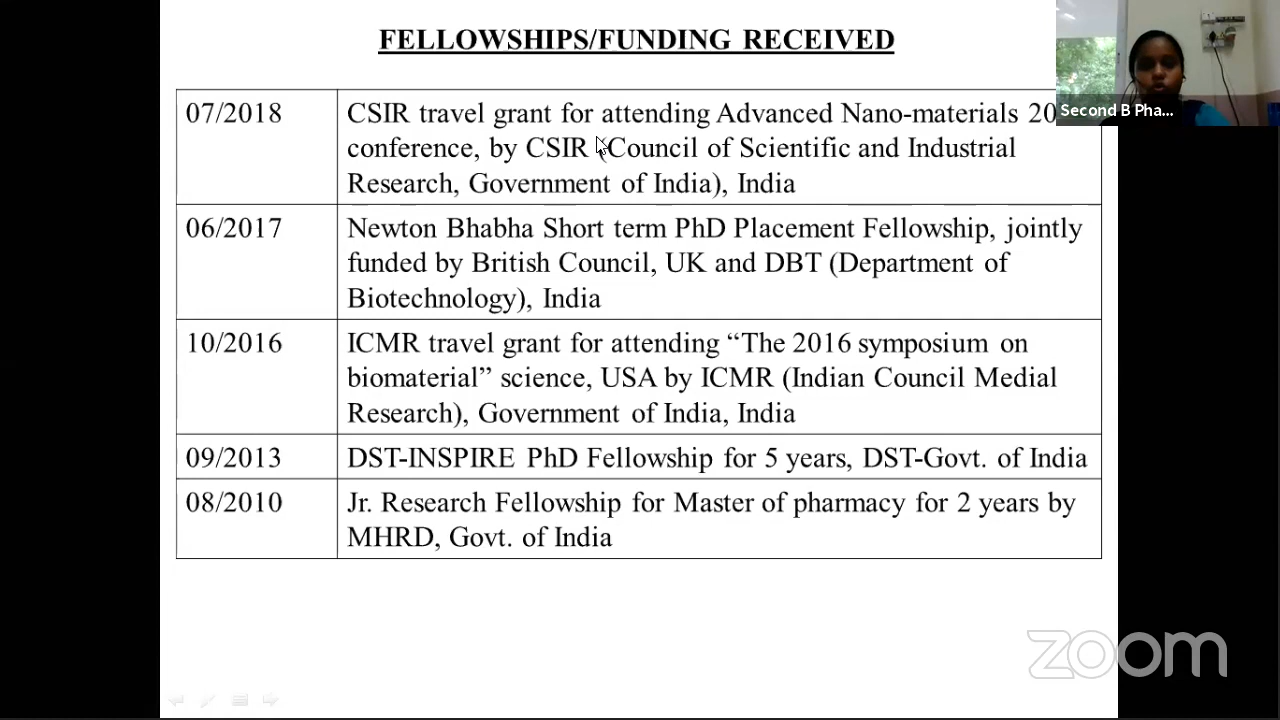 FELLOWSHIPS/FUNDING RECEIVED
07/2018
CSIR travel grant for attending Advanced Nano-materials 20
conference, by CSIR (Council of Scientific and Industrial
Research, Government of India), India
06/2017
Newton Bhabha Short term PhD Placement Fellowship, jointly
funded by British Council, UK and DBT (Department of
Biotechnology), India
10/2016
ICMR travel grant for attending “The 2016 symposium on
biomaterial” science, USA by ICMR (Indian Council Medial
Research), Government of India, India
09/2013
DST-INSPIRE PhD Fellowship for 5 years, DST-Govt. of India
08/2010
Jr. Research Fellowship for Master of pharmacy for 2 years by
MHRD, Govt. of India
Second B Pha...
zoom